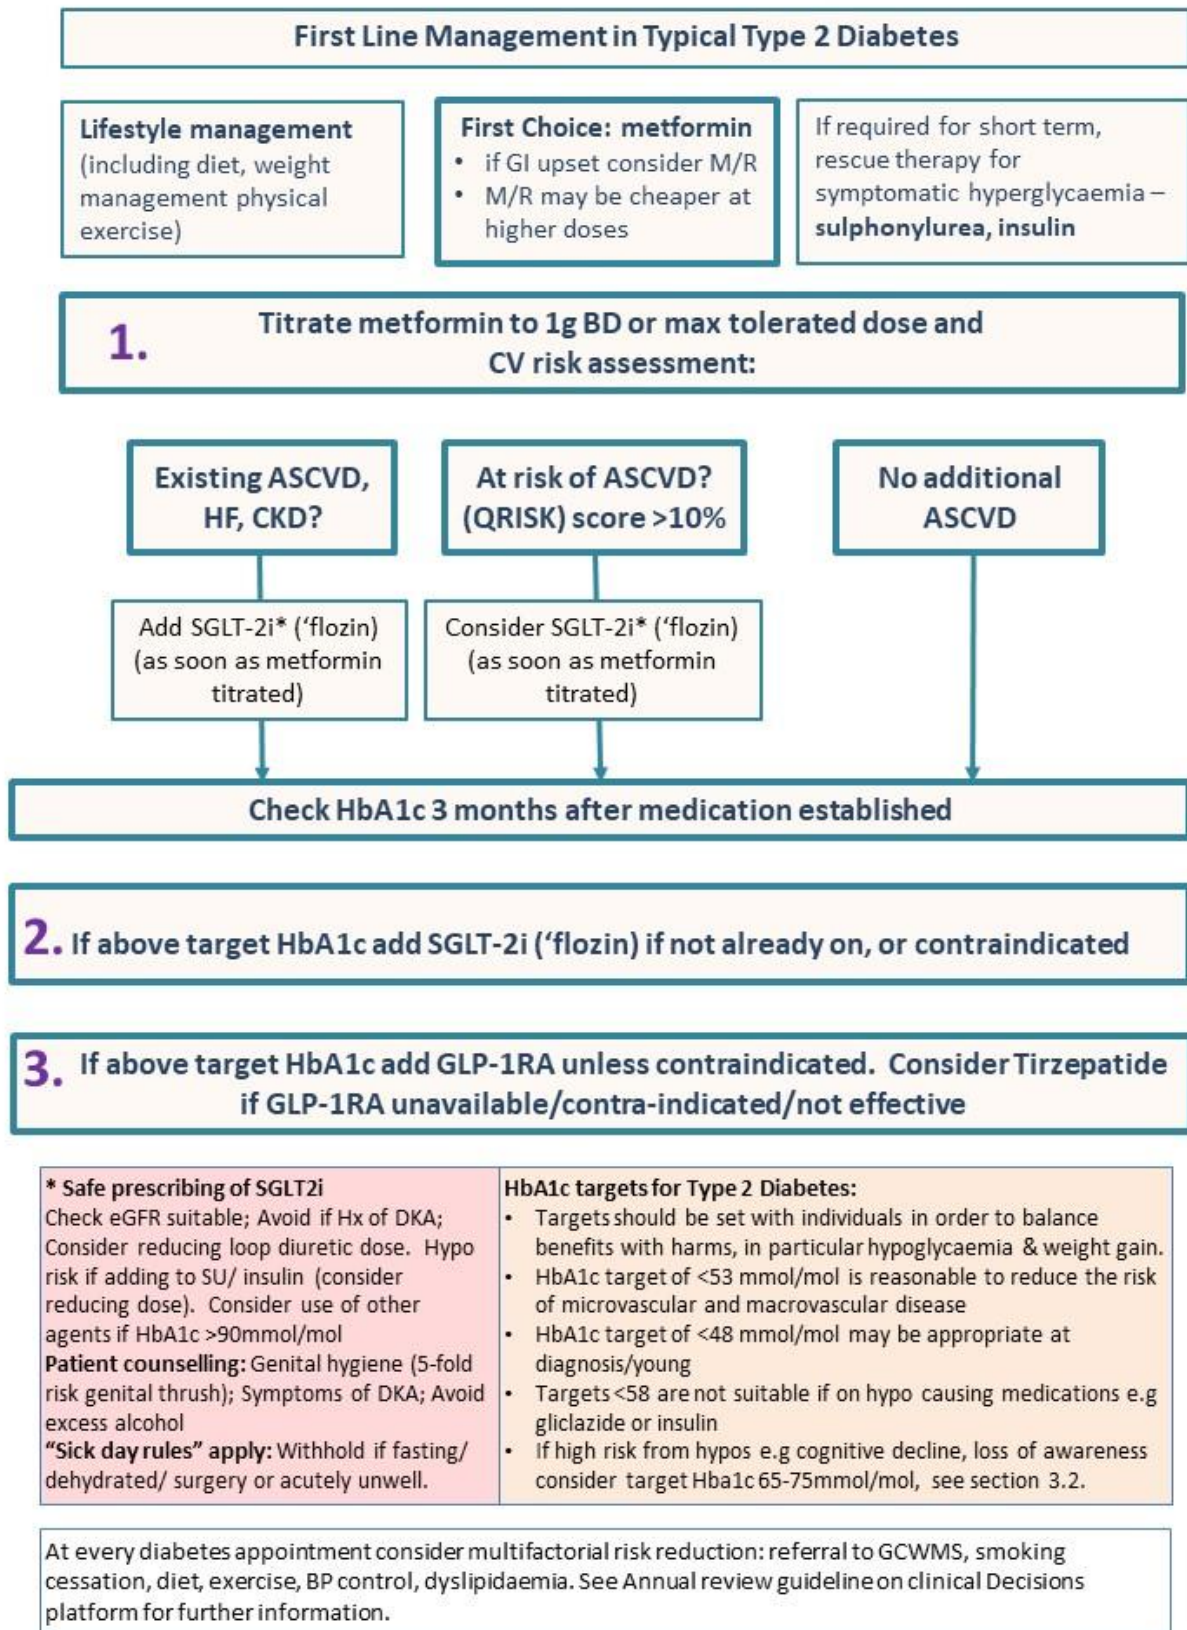 First Line Management in Typical Type 2 Diabetes
Lifestyle management
(including diet, weight
management physical
exercise)
First Choice: metformin
• if GI upset consider M/R
• M/R may be cheaper at
higher doses
If required for short term,
rescue therapy for
symptomatic hyperglycaemia –
sulphonylurea, insulin
1.
Titrate metformin to 1g BD or max tolerated dose and
CV risk assessment:
Existing ASCVD,
HF, CKD?
At risk of ASCVD?
(QRISK) score >10%
No additional
ASCVD
Add SGLT-2i* (‘flozin)
(as soon as metformin
titrated)
Consider SGLT-2i* (‘flozin)
(as soon as metformin
titrated)
Check HbA1c 3 months after medication established
2. If above target HbA1c add SGLT-2i (‘flozin) if not already on, or contraindicated
3. If above target HbA1c add GLP-1RA unless contraindicated. Consider Tirzepatide
if GLP-1RA unavailable/contra-indicated/not effective
* Safe prescribing of SGLT2i
Check eGFR suitable; Avoid if Hx of DKA;
Consider reducing loop diuretic dose. Hypo
risk if adding to SU/ insulin (consider
reducing dose). Consider use of other
agents if HbA1c >90mmol/mol
Patient counselling: Genital hygiene (5-fold
risk genital thrush); Symptoms of DKA; Avoid
excess alcohol
“Sick day rules” apply: Withhold if fasting/
dehydrated/ surgery or acutely unwell.
HbA1c targets for Type 2 Diabetes:
• Targets should be set with individuals in order to balance
benefits with harms, in particular hypoglycaemia & weight gain.
• HbA1c target of <53 mmol/mol is reasonable to reduce the risk
of microvascular and macrovascular disease
• HbA1c target of <48 mmol/mol may be appropriate at
diagnosis/young
• Targets <58 are not suitable if on hypo causing medications e.g
gliclazide or insulin
• If high risk from hypos e.g cognitive decline, loss of awareness
consider target Hba1c 65-75mmol/mol, see section 3.2.
At every diabetes appointment consider multifactorial risk reduction: referral to GCWMS, smoking
cessation, diet, exercise, BP control, dyslipidaemia. See Annual review guideline on clinical Decisions
platform for further information.